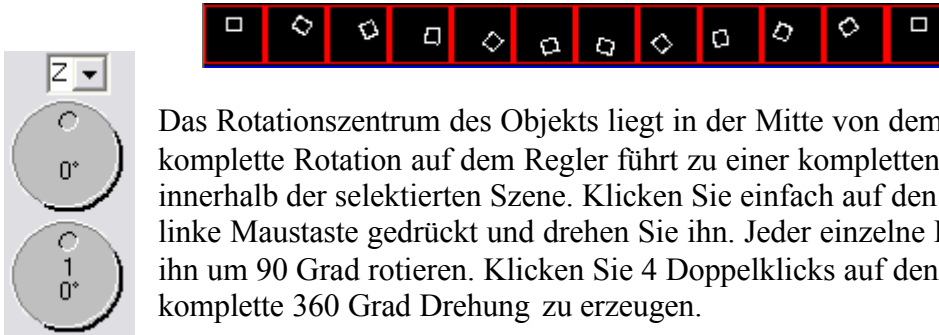 Z
0°
1
0°
Das Rotationszentrum des Objekts liegt in der Mitte von dem
komplette Rotation auf dem Regler führt zu einer kompletten
innerhalb der selektierten Szene. Klicken Sie einfach auf den
linke Maustaste gedrückt und drehen Sie ihn. Jeder einzelne
ihn um 90 Grad rotieren. Klicken Sie 4 Doppelklicks auf den
komplette 360 Grad Drehung zu erzeugen.